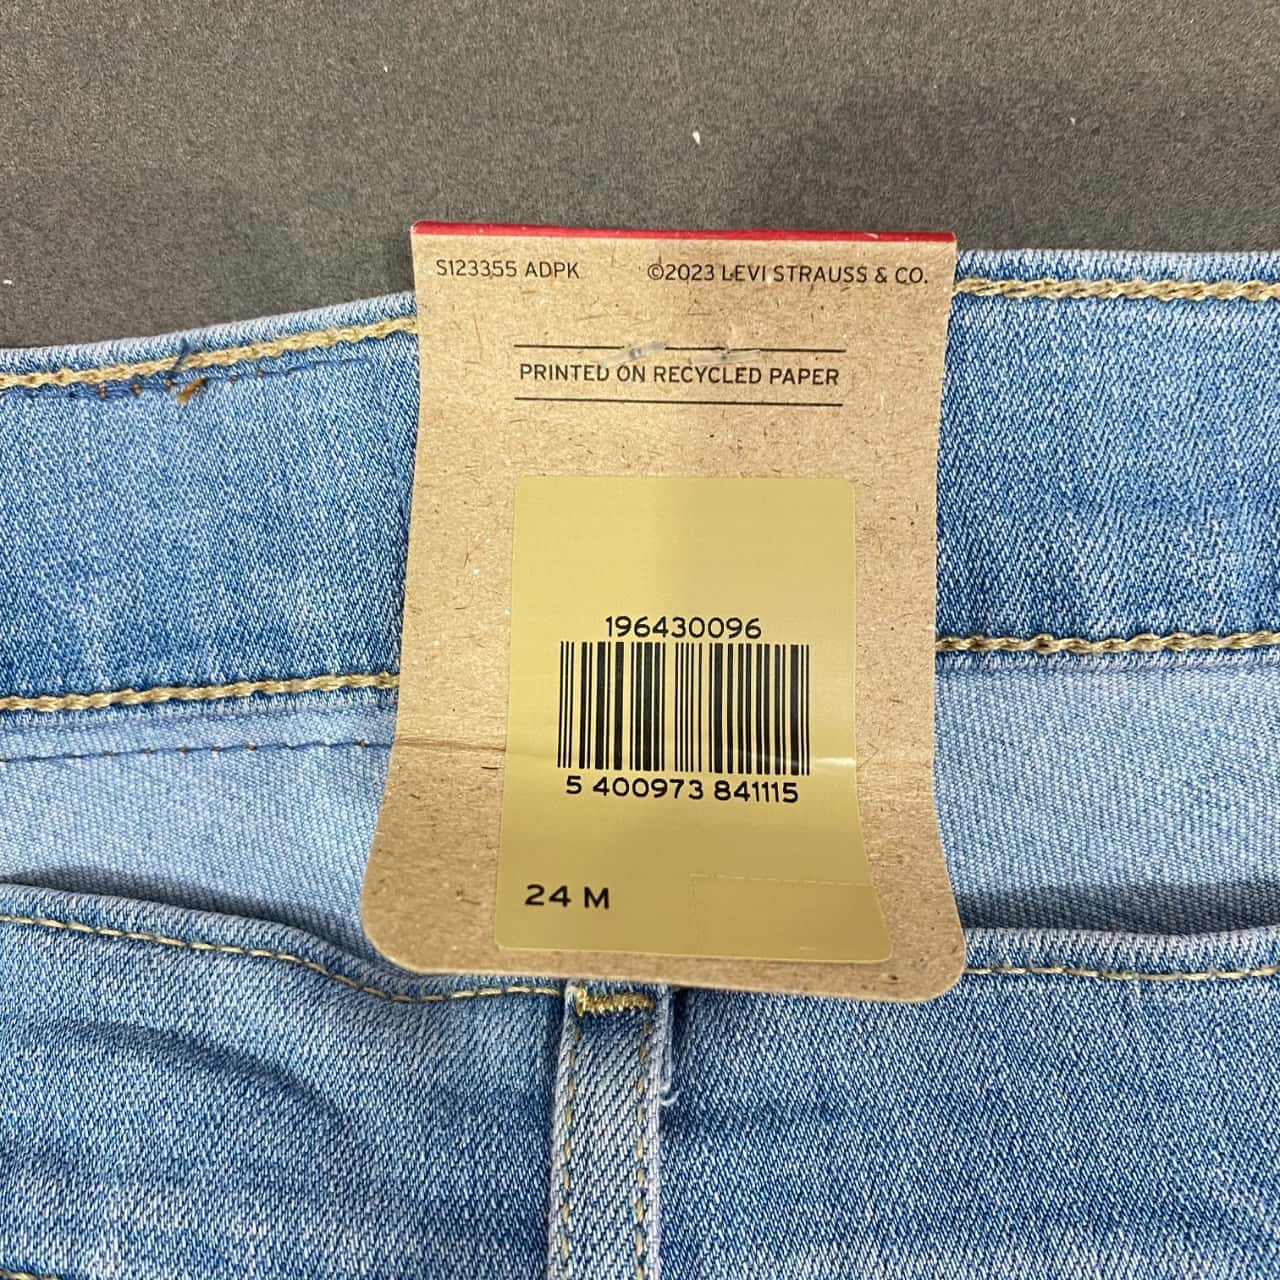 S123355 ADPK ©2023 LEVI STRAUSS & CO.
PRINTED ON RECYCLED PAPER
196430096
5 400973 841115
24 M